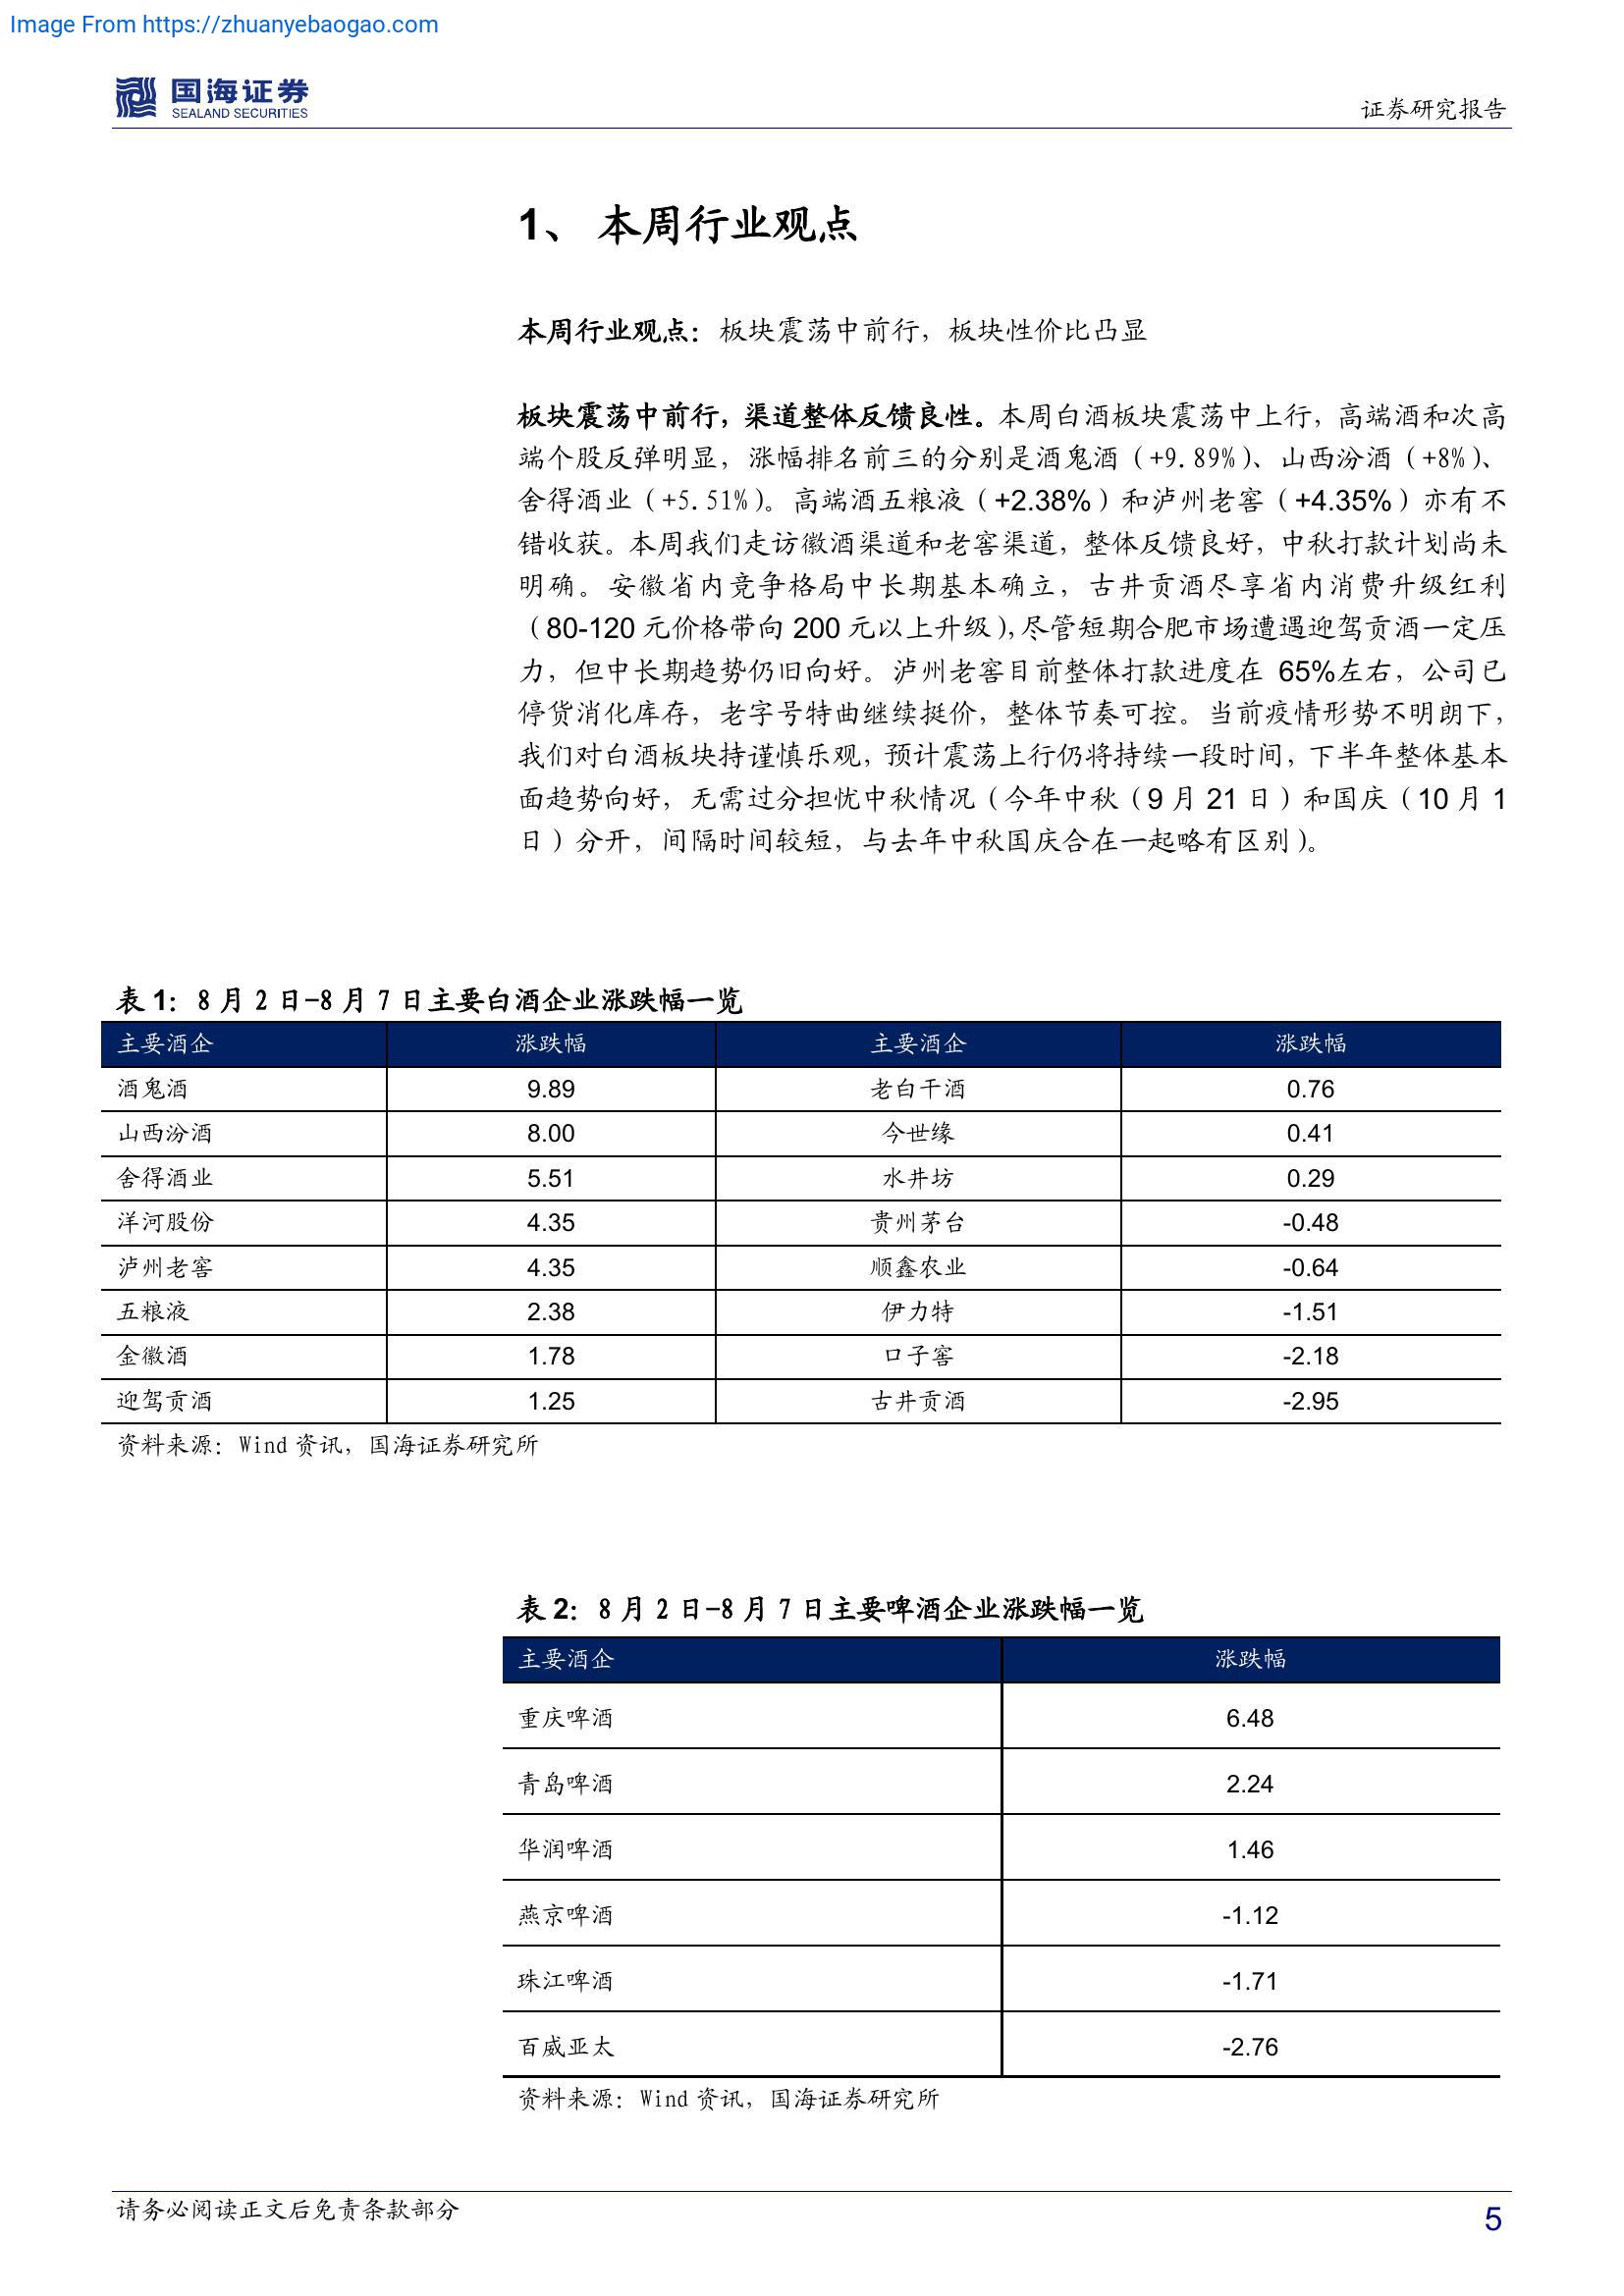 Image From https://zhuanyebaogao.com
国海证券
SEALAND SECURITIES
证券研究报告
1、 本周行业观点
本周行业观点：板块震荡中前行，板块性价比凸显
板块震荡中前行，渠道整体反馈良性。本周白酒板块震荡中上行，高端酒和次高
端个股反弹明显，涨幅排名前三的分别是酒鬼酒（+9.89%）、山西汾酒（+8%）、
舍得酒业（+5.51%）。高端酒五粮液（+2.38%）和泸州老窖（+4.35%）亦有不
错收获。本周我们走访徽酒渠道和老窖渠道，整体反馈良好，中秋打款计划尚未
明确。安徽省内竞争格局中长期基本确立，古井贡酒尽享省内消费升级红利
（80-120 元价格带向 200 元以上升级），尽管短期合肥市场遭遇迎驾贡酒一定压
力，但中长期趋势仍旧向好。泸州老窖目前整体打款进度在 65%左右，公司已
停货消化库存，老字号特曲继续挺价，整体节奏可控。当前疫情形势不明朗下，
我们对白酒板块持谨慎乐观，预计震荡上行仍将持续一段时间，下半年整体基本
面趋势向好，无需过分担忧中秋情况（今年中秋（9 月 21 日）和国庆（10 月 1
日）分开，间隔时间较短，与去年中秋国庆合在一起略有区别）。
表 1：8 月 2 日-8 月 7 日主要白酒企业涨跌幅一览
主要酒企 涨跌幅 主要酒企 涨跌幅
酒鬼酒 9.89 老白干酒 0.76
山西汾酒 8.00 今世缘 0.41
舍得酒业 5.51 水井坊 0.29
洋河股份 4.35 贵州茅台 -0.48
泸州老窖 4.35 顺鑫农业 -0.64
五粮液 2.38 伊力特 -1.51
金徽酒 1.78 口子窖 -2.18
迎驾贡酒 1.25 古井贡酒 -2.95
资料来源：Wind 资讯，国海证券研究所
表 2：8 月 2 日-8 月 7 日主要啤酒企业涨跌幅一览
主要酒企 涨跌幅
重庆啤酒 6.48
青岛啤酒 2.24
华润啤酒 1.46
燕京啤酒 -1.12
珠江啤酒 -1.71
百威亚太 -2.76
资料来源：Wind 资讯，国海证券研究所
请务必阅读正文后免责条款部分
5